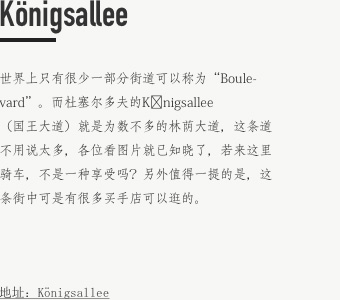 Königsallee
世界上只有很少一部分街道可以称为“Boule-
vard”。而杜塞尔多夫的K☒nigsallee
（国王大道）就是为数不多的林荫大道，这条道
不用说太多，各位看图片就已知晓了，若来这里
骑车，不是一种享受吗？另外值得一提的是，这
条街中可是有很多买手店可以逛的。
地址：Königsallee